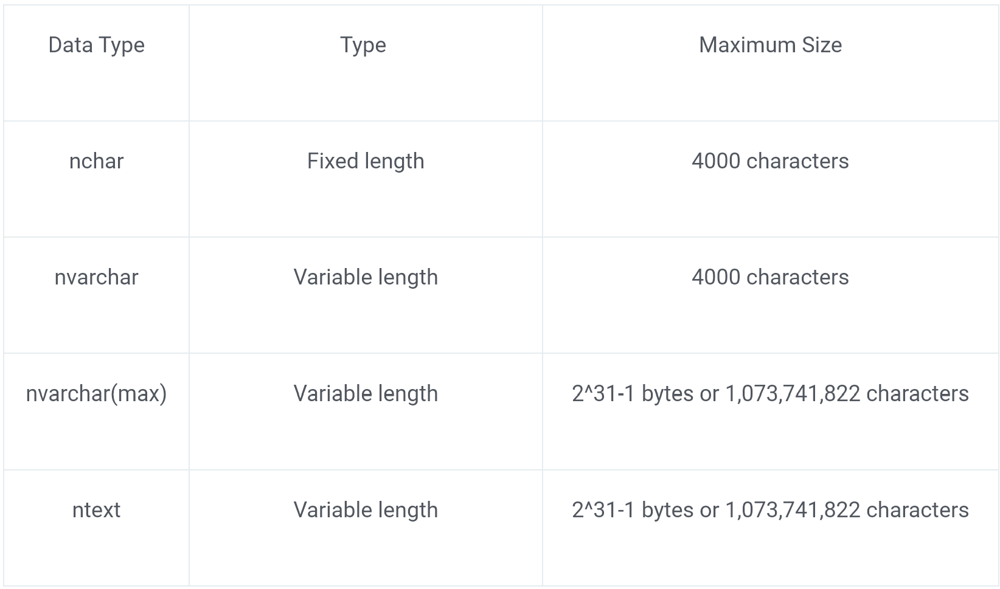 Data Type Type Maximum Size
nchar Fixed length 4000 characters
nvarchar Variable length 4000 characters
nvarchar(max) Variable length 2^31-1 bytes or 1,073,741,822 characters
ntext Variable length 2^31-1 bytes or 1,073,741,822 characters